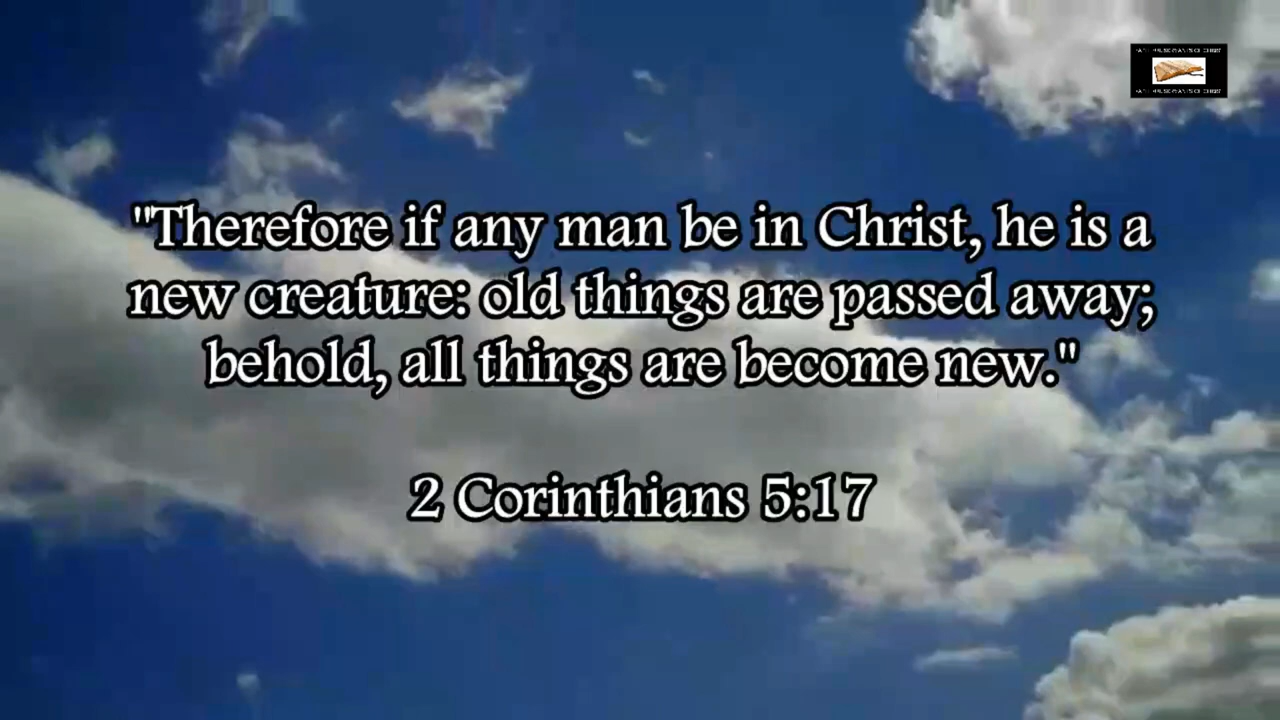 "Therefore if any man be in Christ, he is a
new creature: old things are passed away;
behold, all things are become new."
2 Corinthians 5:17